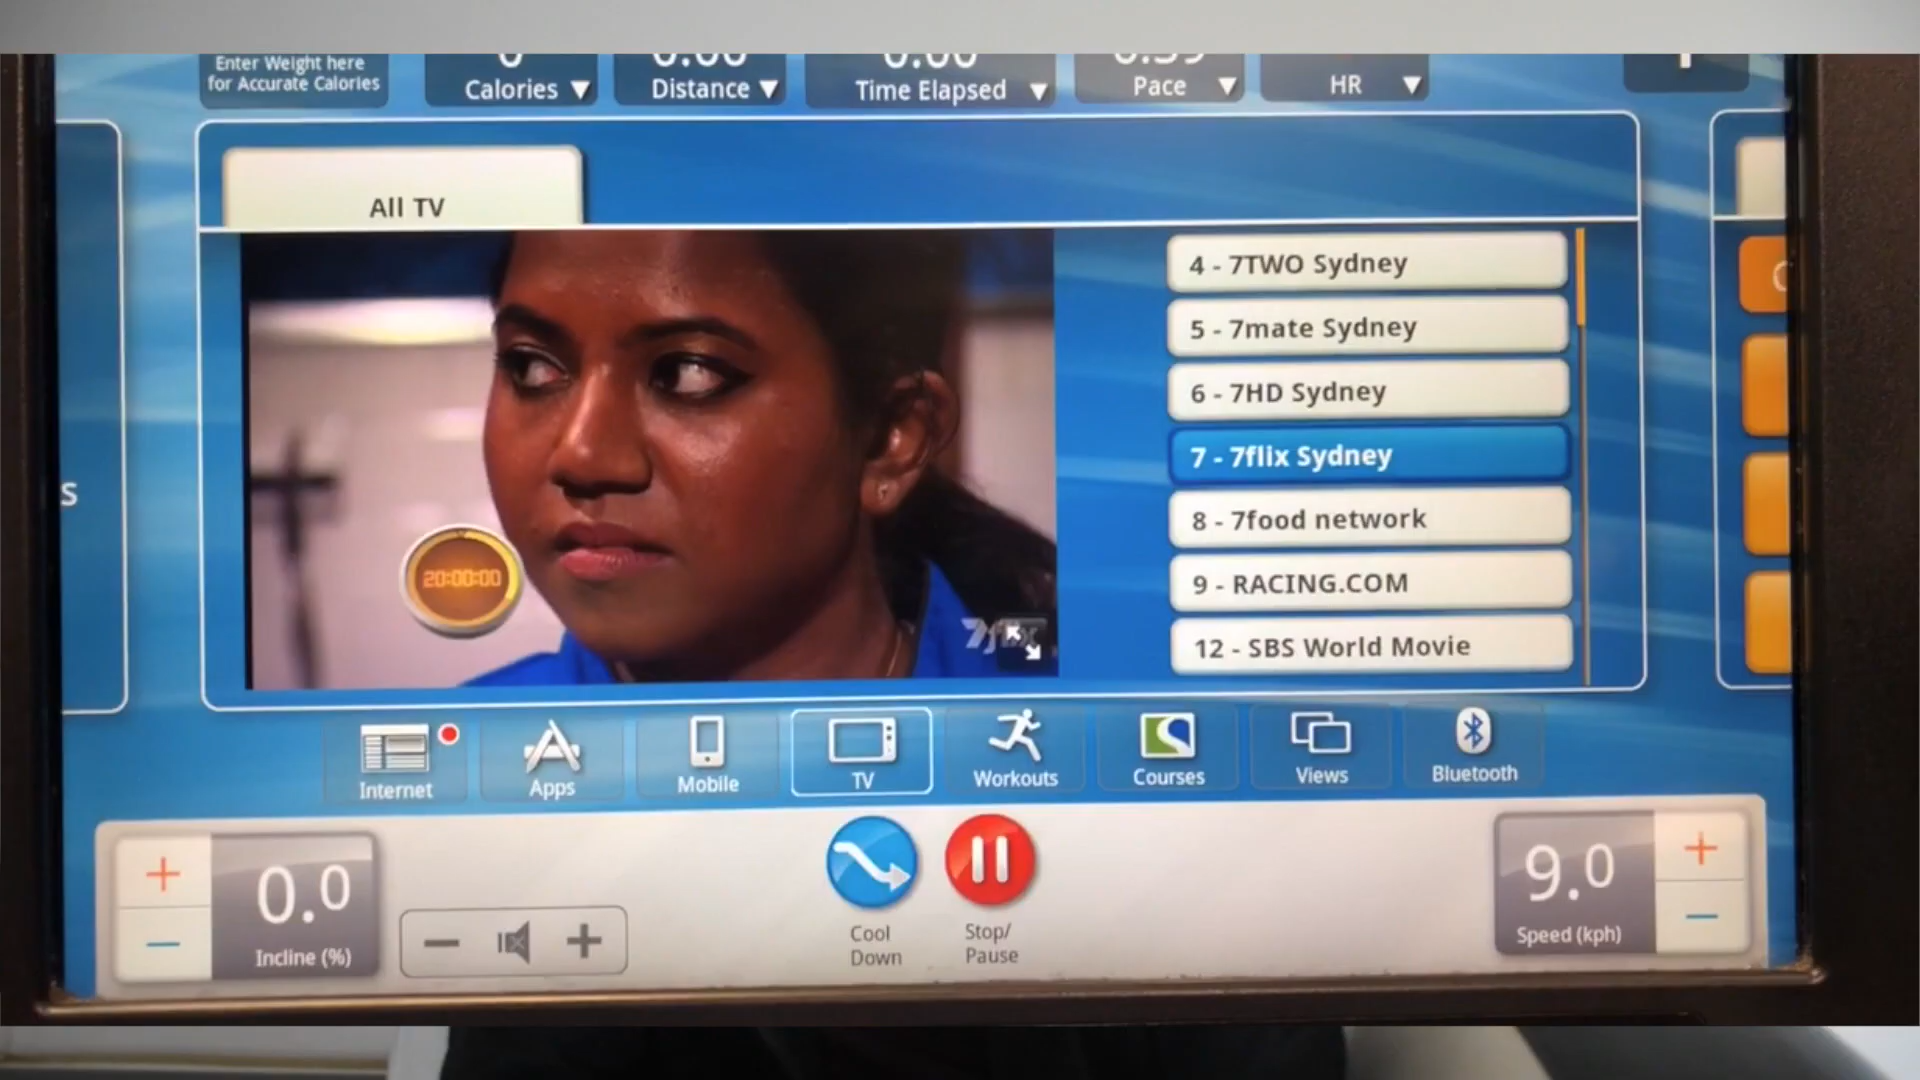 Enter Weight here
for Accurate Calories
Calories
Distance
Time Elapsed
Pace
HR
All TV
4 - 7TWO Sydney
5 - 7mate Sydney
6 - 7HD Sydney
7 - 7flix Sydney
8 - 7food network
9 - RACING.COM
12 - SBS World Movie
s
20:00:00
Internet
Apps
Mobile
TV
Workouts
Courses
Views
Bluetooth
0.0
Incline (%)
Cool
Down
Stop/
Pause
9.0
Speed (kph)